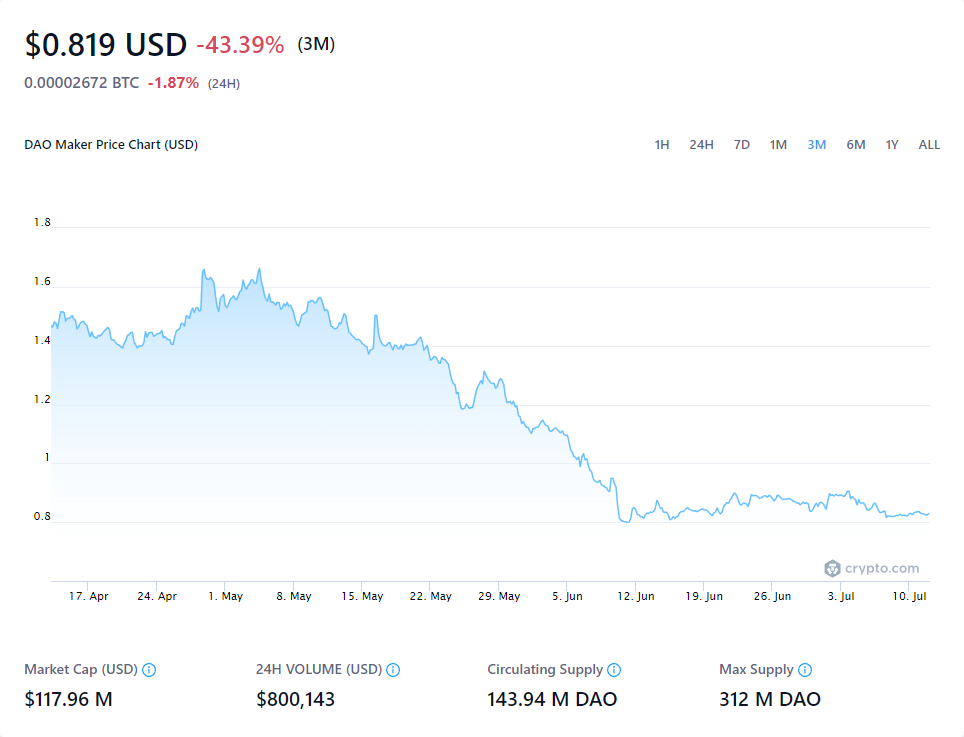 $0.819 USD -43.39% (3M)
0.00002672 BTC -1.87% (24H)
DAO Maker Price Chart (USD)
1H 24H 7D 1M 3M 6M 1Y ALL
1.8
1.6
1.4
1.2
1
0.8
crypto.com
17. Apr 24. Apr 1. May 8. May 15. May 22. May 29. May 5. Jun 12. Jun 19. Jun 26. Jun 3. Jul 10. Jul
Market Cap (USD) 24H VOLUME (USD) Circulating Supply Max Supply
$117.96 M $800,143 143.94 M DAO 312 M DAO